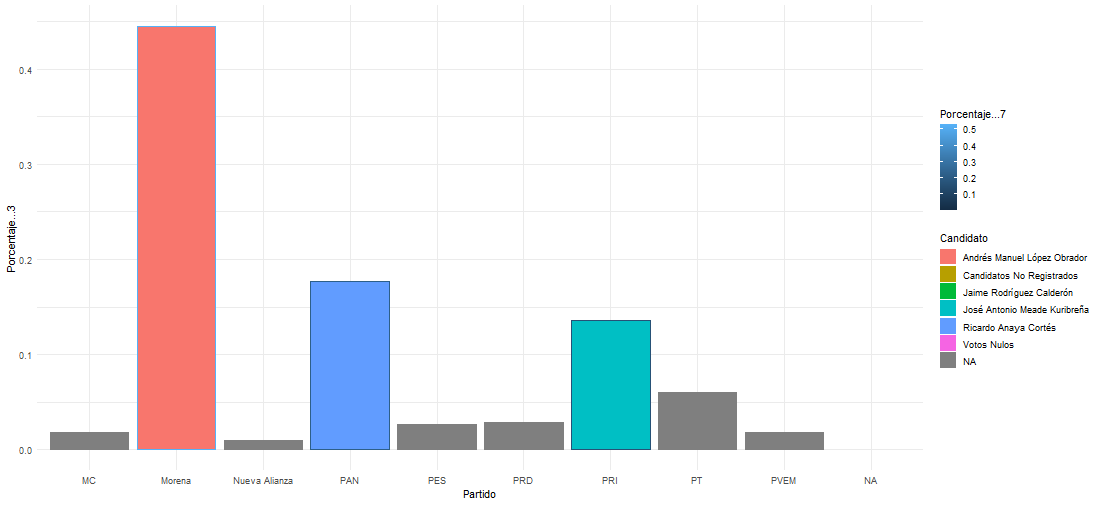 Porcentaje...3
0.4
0.3
0.2
0.1
0.0
MC Morena Nueva Alianza PAN PES PRD PRI PT PVEM NA
Partido
Porcentaje...7
0.5
0.4
0.3
0.2
0.1
Candidato
Andrés Manuel López Obrador
Candidatos No Registrados
Jaime Rodríguez Calderón
José Antonio Meade Kuribreña
Ricardo Anaya Cortés
Votos Nulos
NA